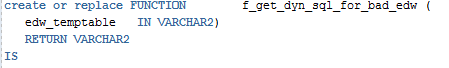 create or replace FUNCTION f_get_dyn_sql_for_bad_edw (
edw_temptable IN VARCHAR2)
RETURN VARCHAR2
IS